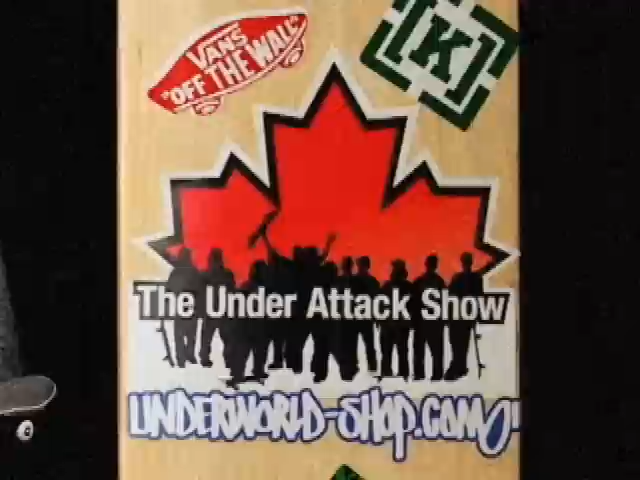 VANS
"OFF THE WALL"
[K]
The Under Attack Show
UNDERWORLD-SHOP.COM